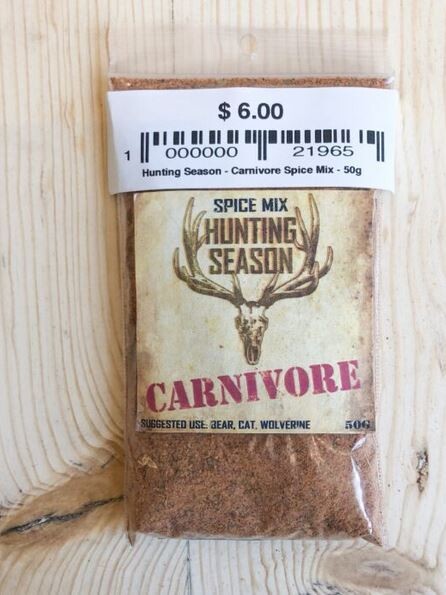 $ 6.00
1 000000 21965
Hunting Season - Carnivore Spice Mix - 50g
SPICE MIX
HUNTING
SEASON
CARNIVORE
SUGGESTED USE: BEAR, CAT, WOLVERINE 50G